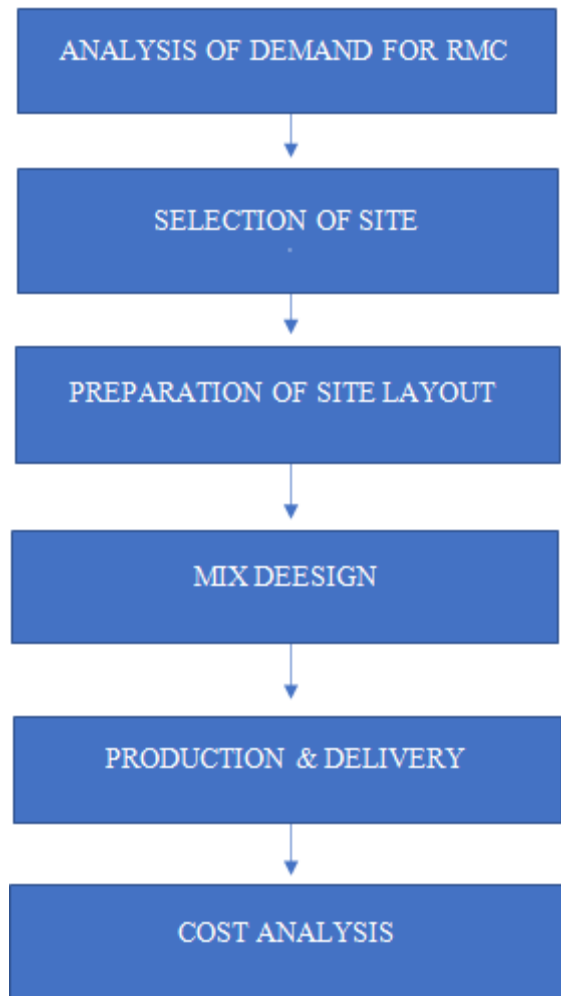 ANALYSIS OF DEMAND FOR RMC
SELECTION OF SITE
PREPARATION OF SITE LAYOUT
MIX DEESIGN
PRODUCTION & DELIVERY
COST ANALYSIS